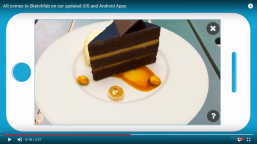 AR comes to Sketchfab on our updated iOS and Android Apps
?